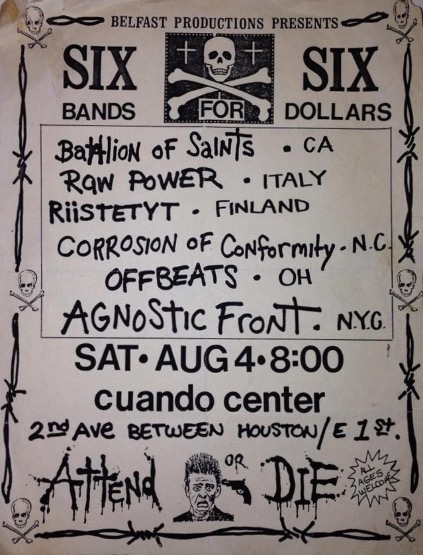 BELFAST PRODUCTIONS PRESENTS
SIX BANDS FOR SIX DOLLARS
Battalion of Saints • CA
Raw Power • ITALY
Riistetyt • FINLAND
Corrosion of Conformity • N.C.
OFFBEATS • OH
AGNOSTIC FRONT • N.Y.C.
SAT• AUG 4•8:00
cuando center
2nd Ave BETWEEN HOUSTON/E 1st.
Attend OR DIE
ALL AGES WELCOME